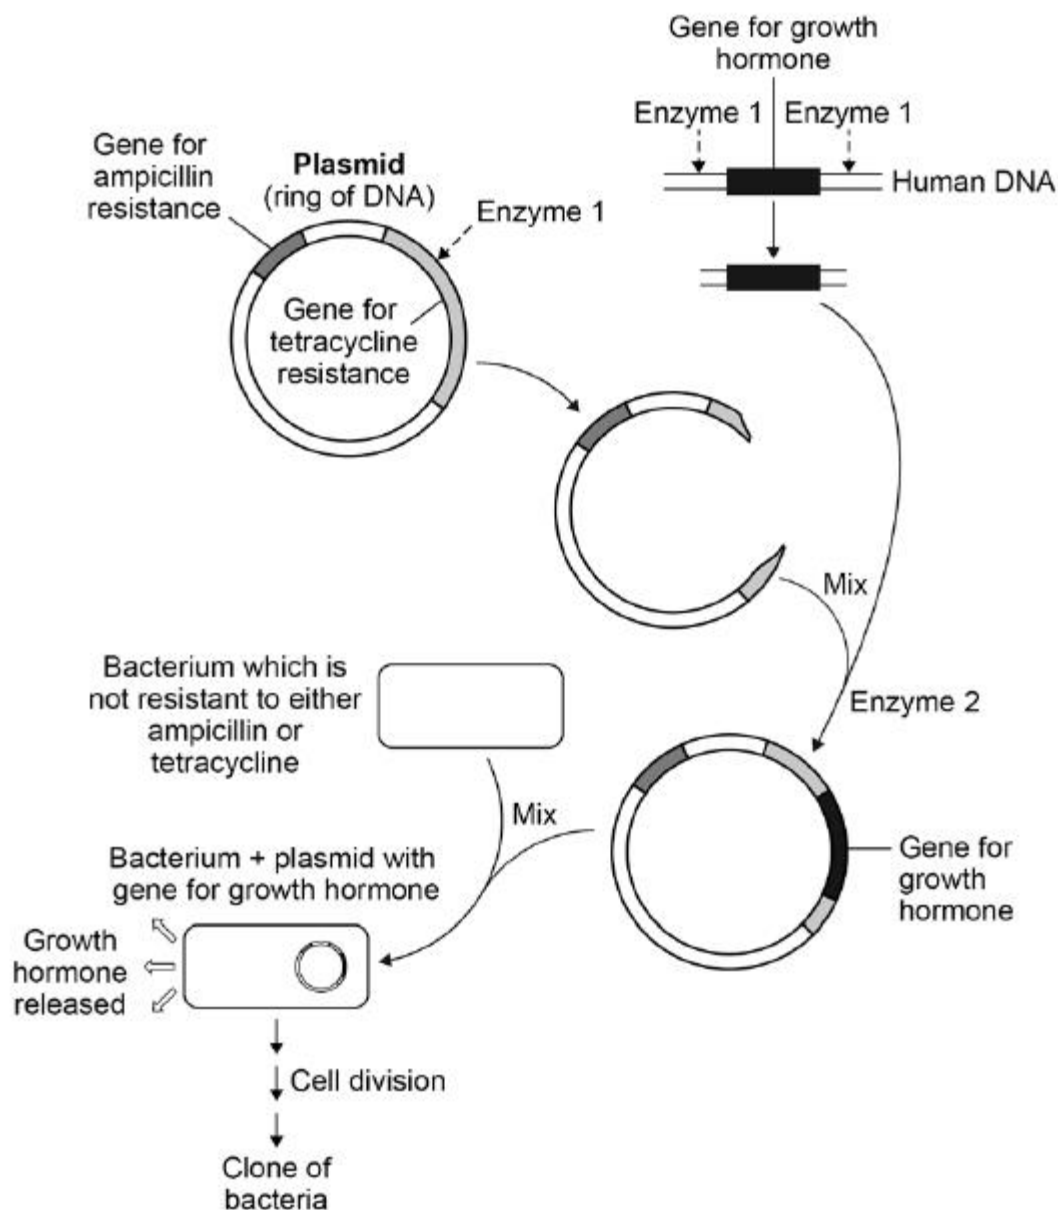 Gene for growth
hormone
Enzyme 1
Enzyme 1
Human DNA
Gene for
ampicillin
resistance
Plasmid
(ring of DNA)
Enzyme 1
Gene for
tetracycline
resistance
Mix
Enzyme 2
Bacterium which is
not resistant to either
ampicillin or
tetracycline
Mix
Gene for
growth
hormone
Bacterium + plasmid with
gene for growth hormone
Growth
hormone
released
Cell division
Clone of
bacteria